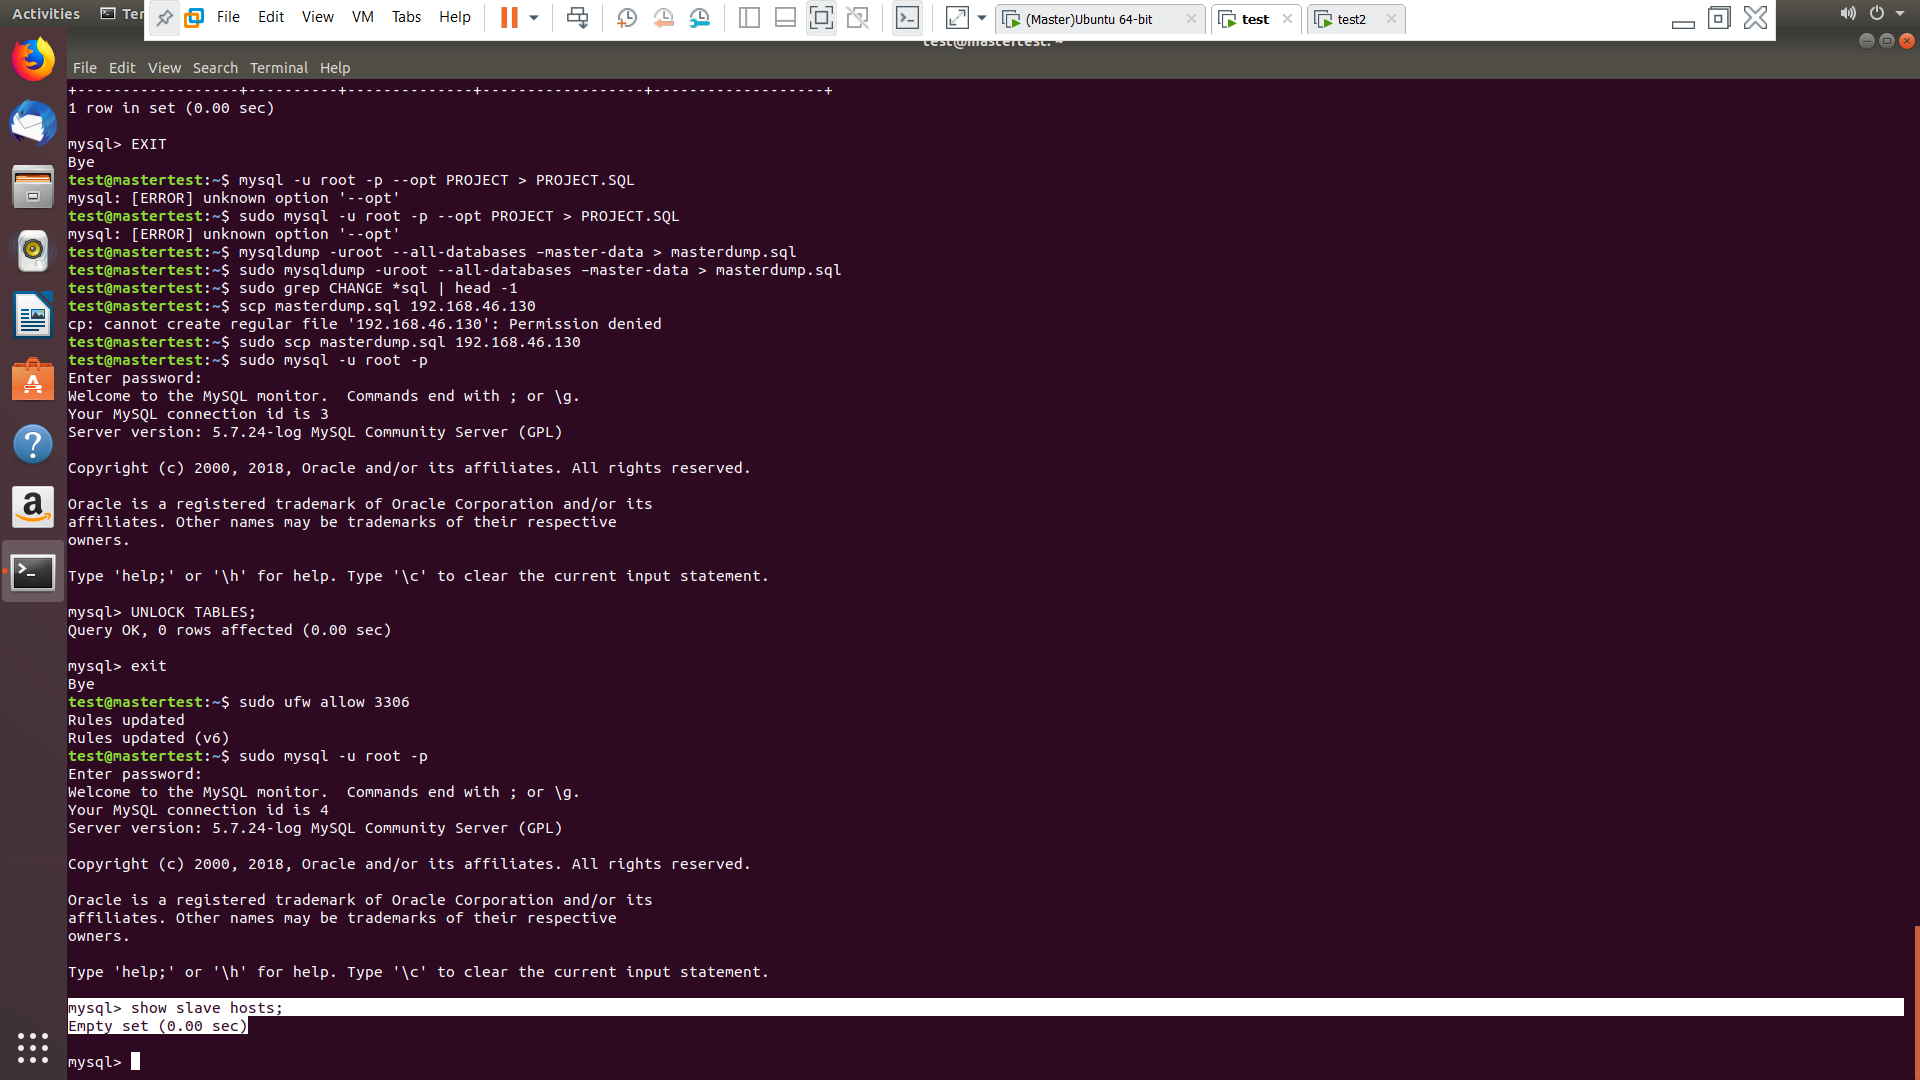 Activities
Ter
File Edit View VM Tabs Help
(Master)Ubuntu 64-bit
test
test2
test@mastertest: ~
File Edit View Search Terminal Help
+------------------+----------+--------------+------------------+-------------------+
1 row in set (0.00 sec)
mysql> EXIT
Bye
test@mastertest:~$ mysql -u root -p --opt PROJECT > PROJECT.SQL
mysql: [ERROR] unknown option '--opt'
test@mastertest:~$ sudo mysql -u root -p --opt PROJECT > PROJECT.SQL
mysql: [ERROR] unknown option '--opt'
test@mastertest:~$ mysqldump -uroot --all-databases –master-data > masterdump.sql
test@mastertest:~$ sudo mysqldump -uroot --all-databases –master-data > masterdump.sql
test@mastertest:~$ sudo grep CHANGE *sql | head -1
test@mastertest:~$ scp masterdump.sql 192.168.46.130
cp: cannot create regular file '192.168.46.130': Permission denied
test@mastertest:~$ sudo scp masterdump.sql 192.168.46.130
test@mastertest:~$ sudo mysql -u root -p
Enter password:
Welcome to the MySQL monitor.  Commands end with ; or \g.
Your MySQL connection id is 3
Server version: 5.7.24-log MySQL Community Server (GPL)
Copyright (c) 2000, 2018, Oracle and/or its affiliates. All rights reserved.
Oracle is a registered trademark of Oracle Corporation and/or its
affiliates. Other names may be trademarks of their respective
owners.
Type 'help;' or '\h' for help. Type '\c' to clear the current input statement.
mysql> UNLOCK TABLES;
Query OK, 0 rows affected (0.00 sec)
mysql> exit
Bye
test@mastertest:~$ sudo ufw allow 3306
Rules updated
Rules updated (v6)
test@mastertest:~$ sudo mysql -u root -p
Enter password:
Welcome to the MySQL monitor.  Commands end with ; or \g.
Your MySQL connection id is 4
Server version: 5.7.24-log MySQL Community Server (GPL)
Copyright (c) 2000, 2018, Oracle and/or its affiliates. All rights reserved.
Oracle is a registered trademark of Oracle Corporation and/or its
affiliates. Other names may be trademarks of their respective
owners.
Type 'help;' or '\h' for help. Type '\c' to clear the current input statement.
mysql> show slave hosts;
Empty set (0.00 sec)
mysql>